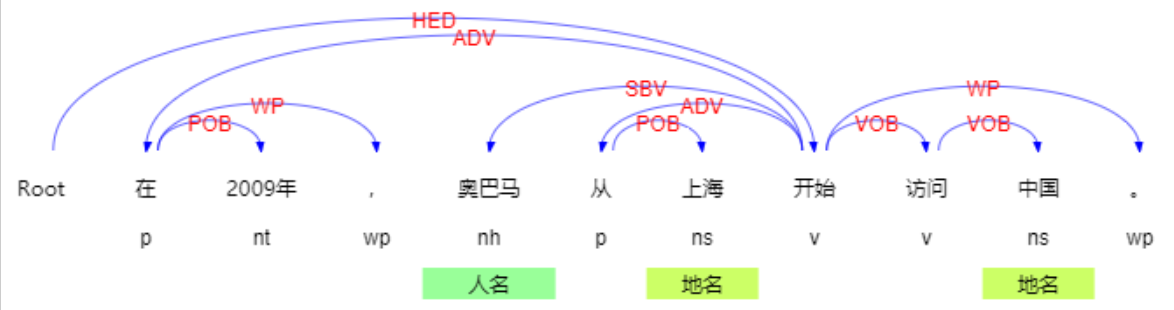 HED
ADV
SBV WP
WP ADV
POB POB VOB VOB
Root 在 2009年 , 奥巴马 从 上海 开始 访问 中国 。
p nt wp nh p ns v v ns wp
人名 地名 地名